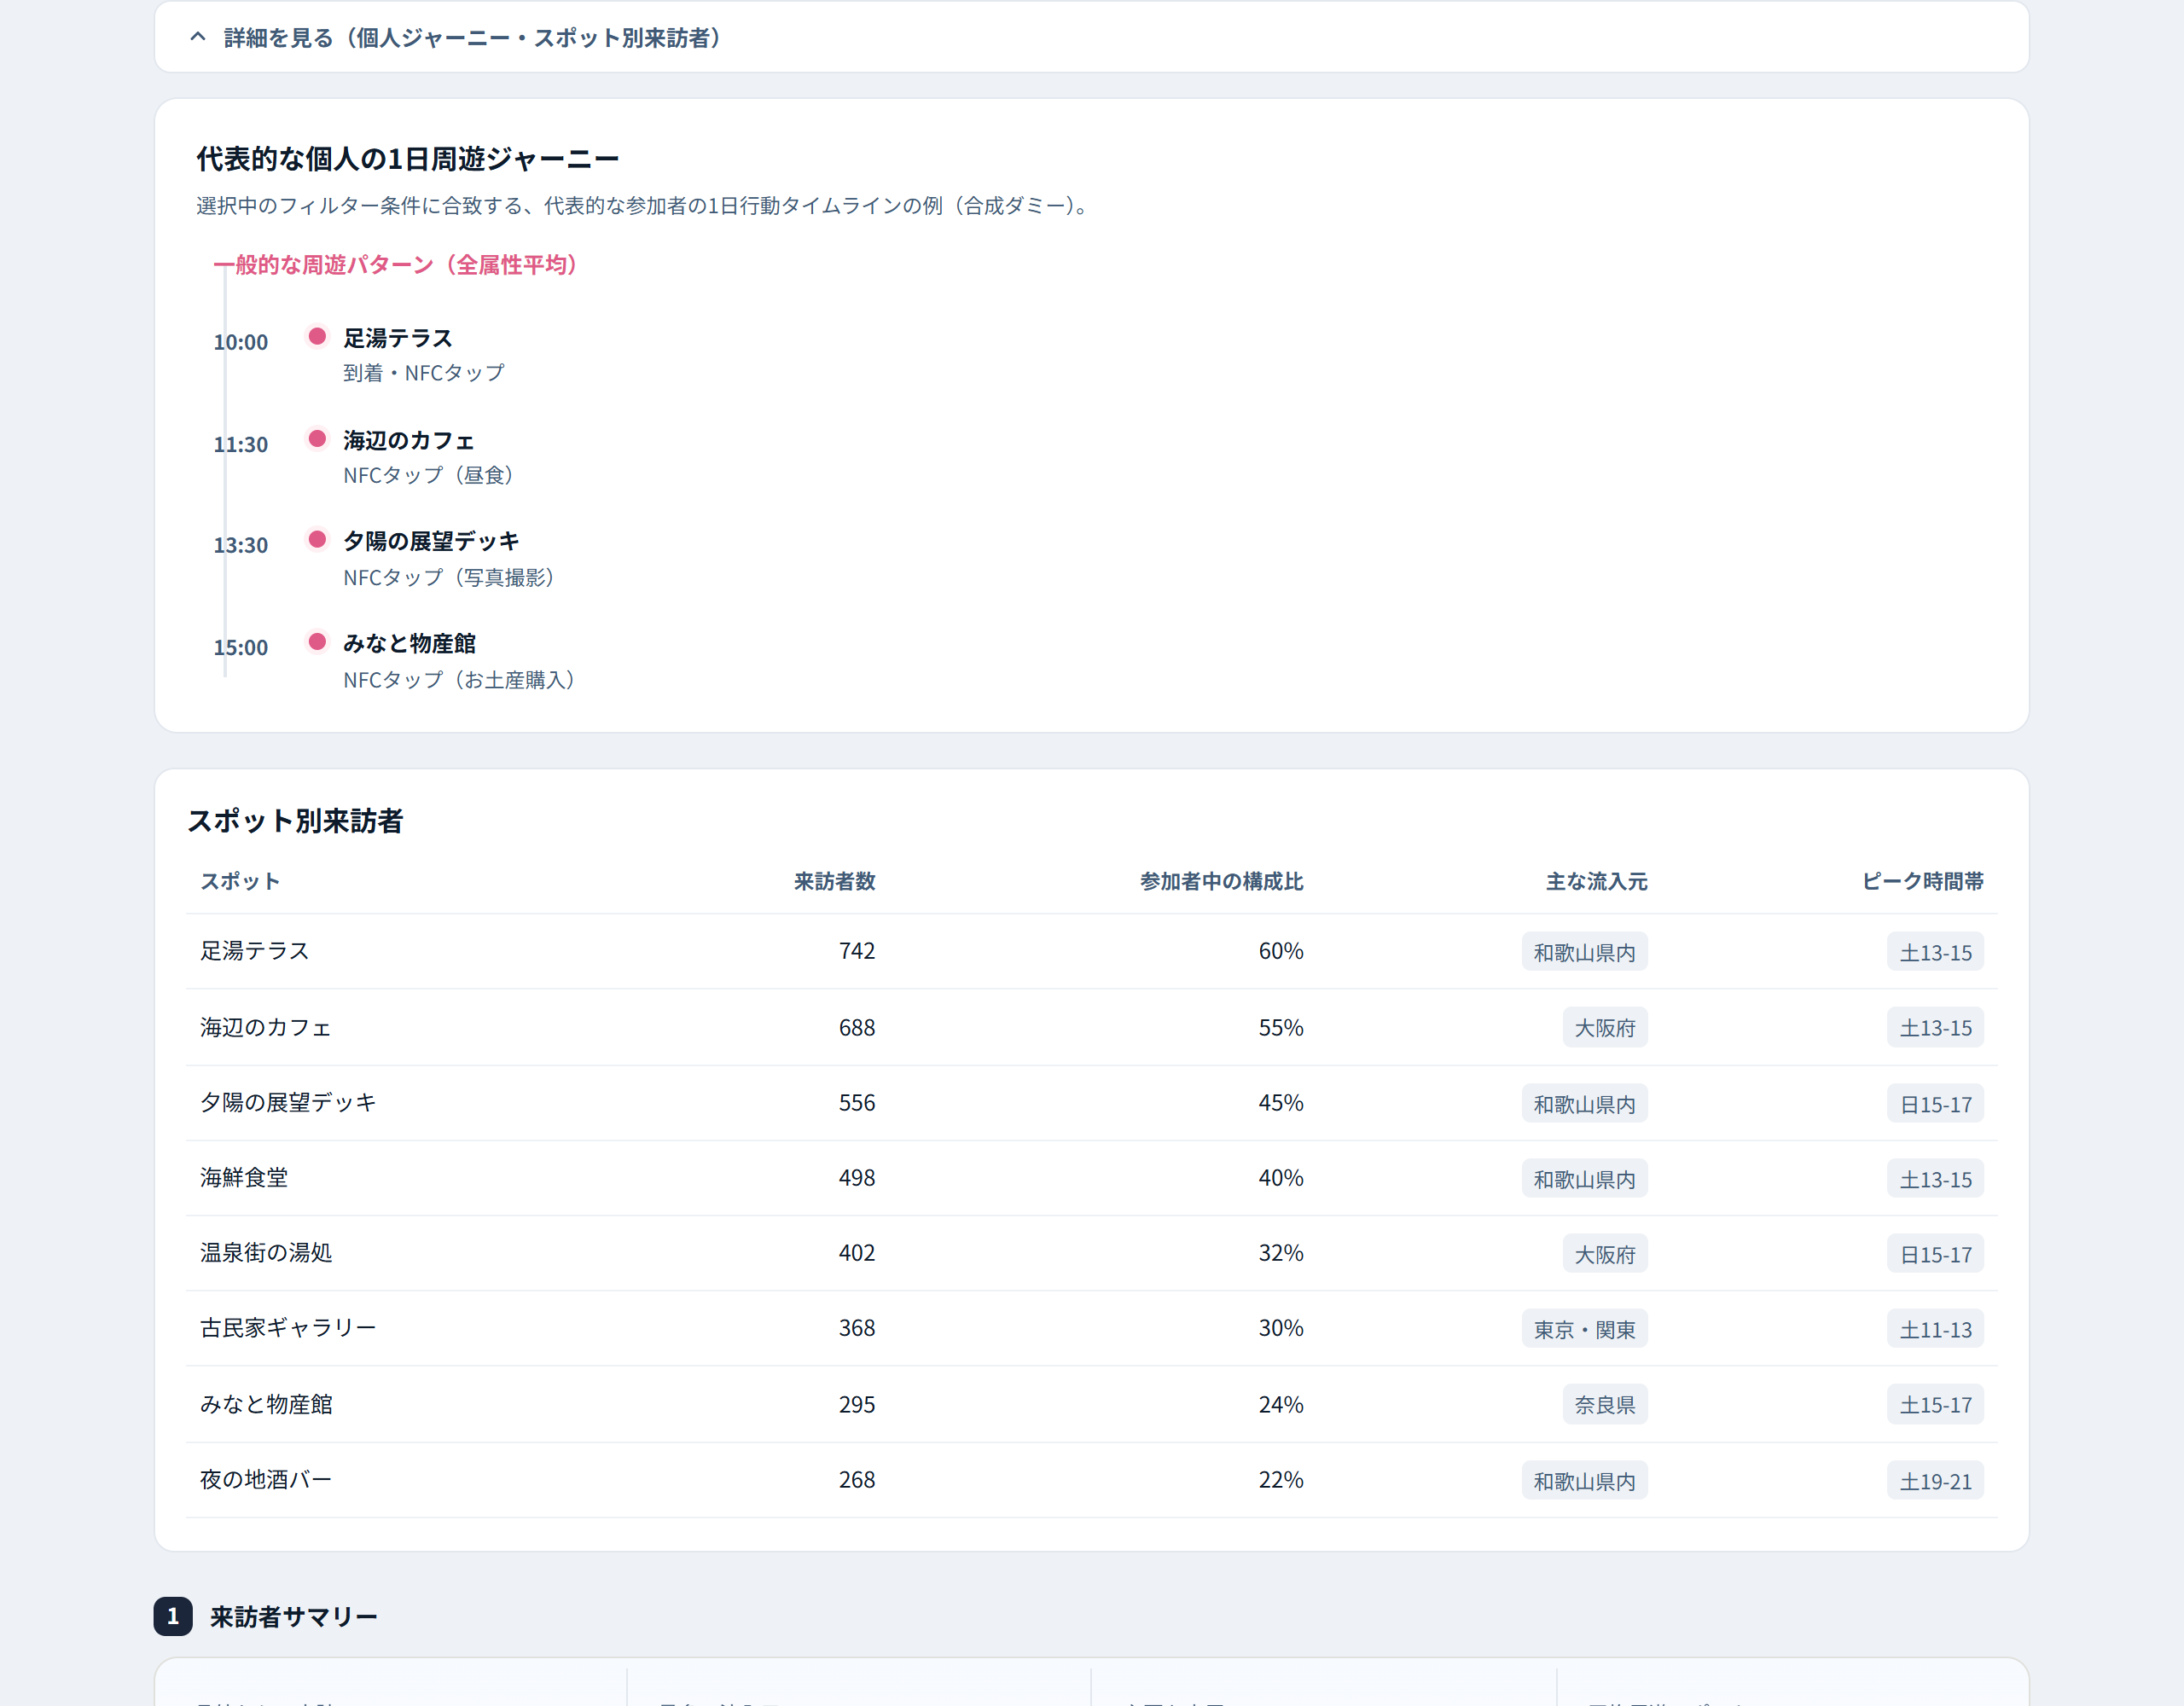 詳細を見る（個人ジャーニー・スポット別来訪者）
代表的な個人の1日周遊ジャーニー
選択中のフィルター条件に合致する、代表的な参加者の1日行動タイムラインの例（合成ダミー）。
一般的な周遊パターン（全属性平均）
10:00 足湯テラス
到着・NFCタップ
11:30 海辺のカフェ
NFCタップ（昼食）
13:30 夕陽の展望デッキ
NFCタップ（写真撮影）
15:00 みなと物産館
NFCタップ（お土産購入）
スポット別来訪者
スポット 来訪者数 参加者中の構成比 主な流入元 ピーク時間帯
足湯テラス 742 60% 和歌山県内 土13-15
海辺のカフェ 688 55% 大阪府 土13-15
夕陽の展望デッキ 556 45% 和歌山県内 日15-17
海鮮食堂 498 40% 和歌山県内 土13-15
温泉街の湯処 402 32% 大阪府 日15-17
古民家ギャラリー 368 30% 東京・関東 土11-13
みなと物産館 295 24% 奈良県 土15-17
夜の地酒バー 268 22% 和歌山県内 土19-21
1 来訪者サマリー